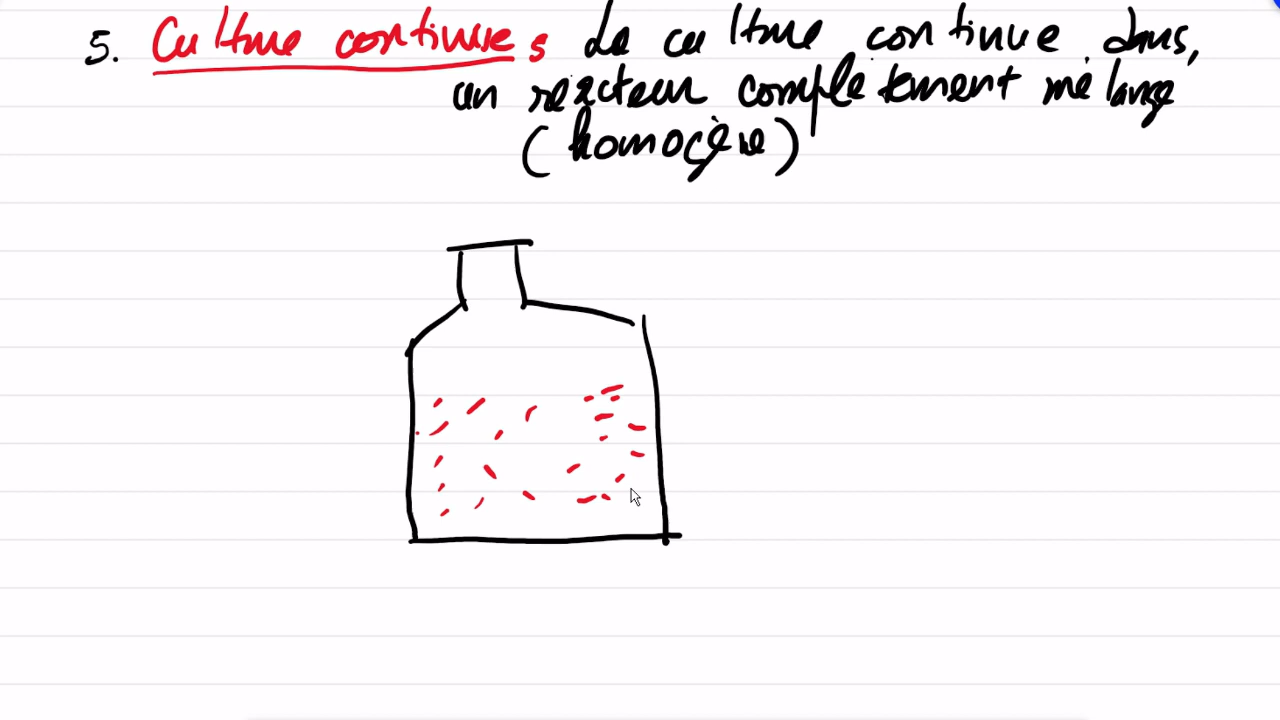 5. Culture continue s La culture continue dans,
un réacteur complètement mélangé
(homogène)